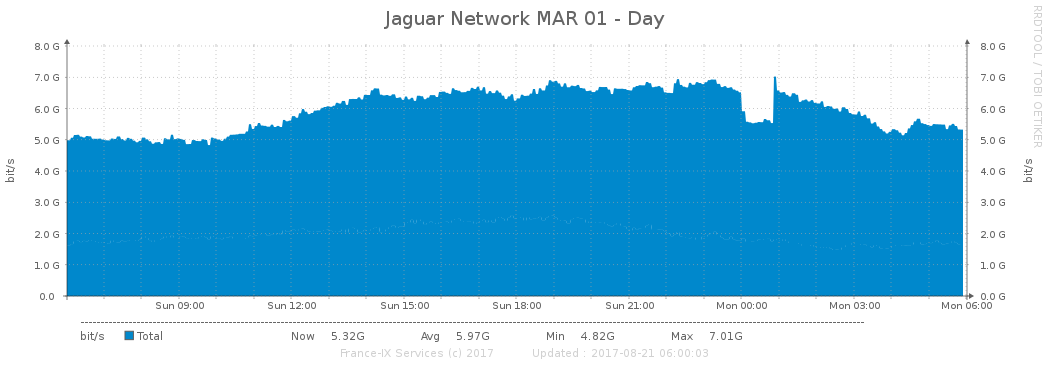 Jaguar Network MAR 01 - Day
RRDTOOL / TOBI OETIKER
bit/s
8.0 G
7.0 G
6.0 G
5.0 G
4.0 G
3.0 G
2.0 G
1.0 G
0.0
8.0 G
7.0 G
6.0 G
5.0 G
4.0 G
3.0 G
2.0 G
1.0 G
0.0 G
bit/s
Sun 09:00 Sun 12:00 Sun 15:00 Sun 18:00 Sun 21:00 Mon 00:00 Mon 03:00 Mon 06:00
bit/s Total Now 5.32G Avg 5.97G Min 4.82G Max 7.01G
France-IX Services (c) 2017 Updated : 2017-08-21 06:00:03